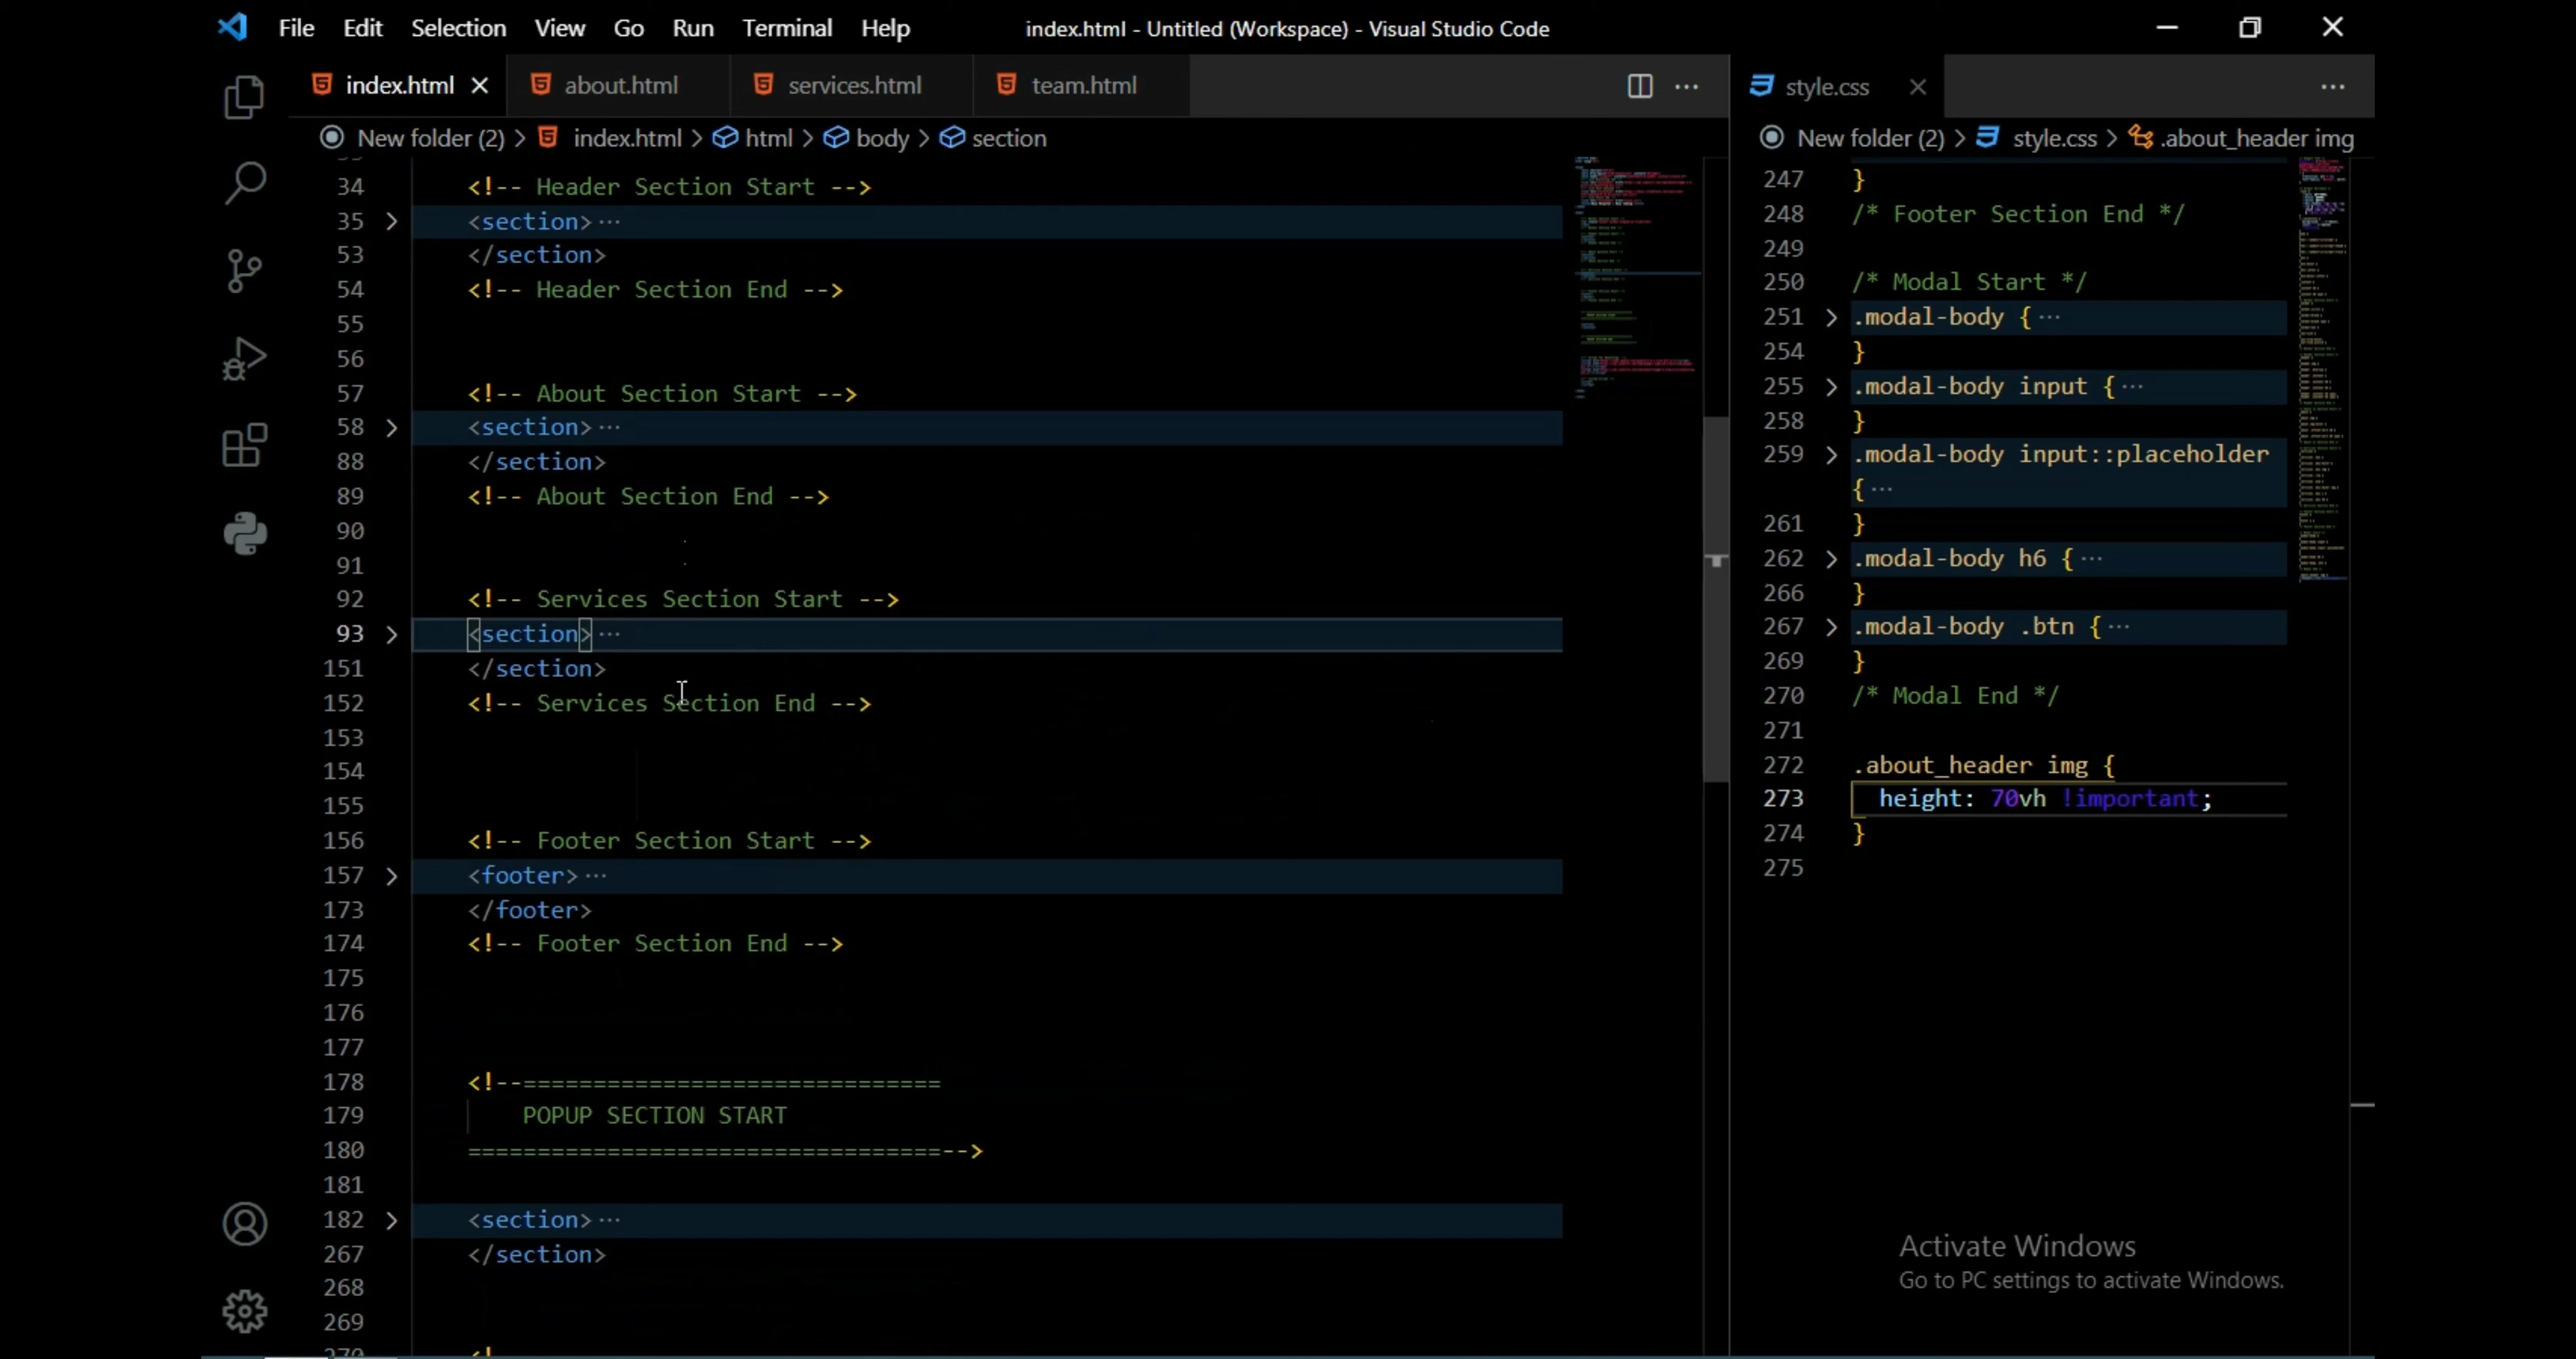 File Edit Selection View Go Run Terminal Help
index.html - Untitled (Workspace) - Visual Studio Code
index.html about.html services.html team.html
New folder (2) > index.html > html > body > section
34 <!-- Header Section Start -->
35 <section>···
53 </section>
54 <!-- Header Section End -->
55
56
57 <!-- About Section Start -->
58 <section>···
88 </section>
89 <!-- About Section End -->
90
91
92 <!-- Services Section Start -->
93 <section>···
151 </section>
152 <!-- Services Section End -->
153
154
155
156 <!-- Footer Section Start -->
157 <footer>···
173 </footer>
174 <!-- Footer Section End -->
175
176
177
178 <!--==============================
179 POPUP SECTION START
180 ==================================-->
181
182 <section>···
267 </section>
268
269
270 <!
style.css
New folder (2) > style.css > .about_header img
247 }
248 /* Footer Section End */
249
250 /* Modal Start */
251 .modal-body {···
254 }
255 .modal-body input {···
258 }
259 .modal-body input::placeholder
{···
261 }
262 .modal-body h6 {···
266 }
267 .modal-body .btn {···
269 }
270 /* Modal End */
271
272 .about_header img {
273 height: 70vh !important;
274 }
275
Activate Windows
Go to PC settings to activate Windows.